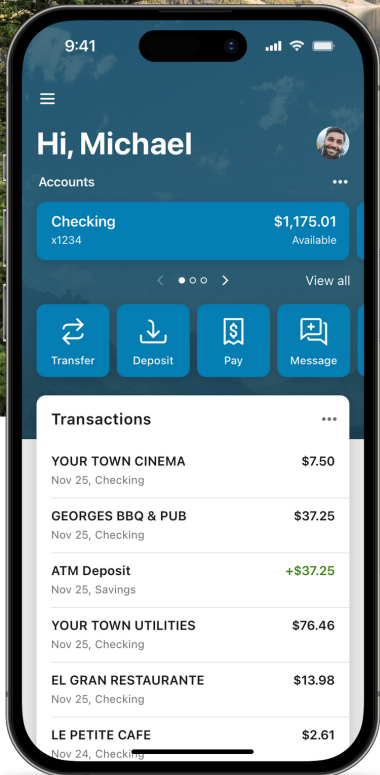 9:41
Hi, Michael
Accounts
Checking $1,175.01
x1234 Available
View all
Transfer Deposit Pay Message
Transactions
YOUR TOWN CINEMA $7.50
Nov 25, Checking
GEORGES BBQ & PUB $37.25
Nov 25, Checking
ATM Deposit +$37.25
Nov 25, Savings
YOUR TOWN UTILITIES $76.46
Nov 25, Checking
EL GRAN RESTAURANTE $13.98
Nov 25, Checking
LE PETITE CAFE $2.61
Nov 24, Checking